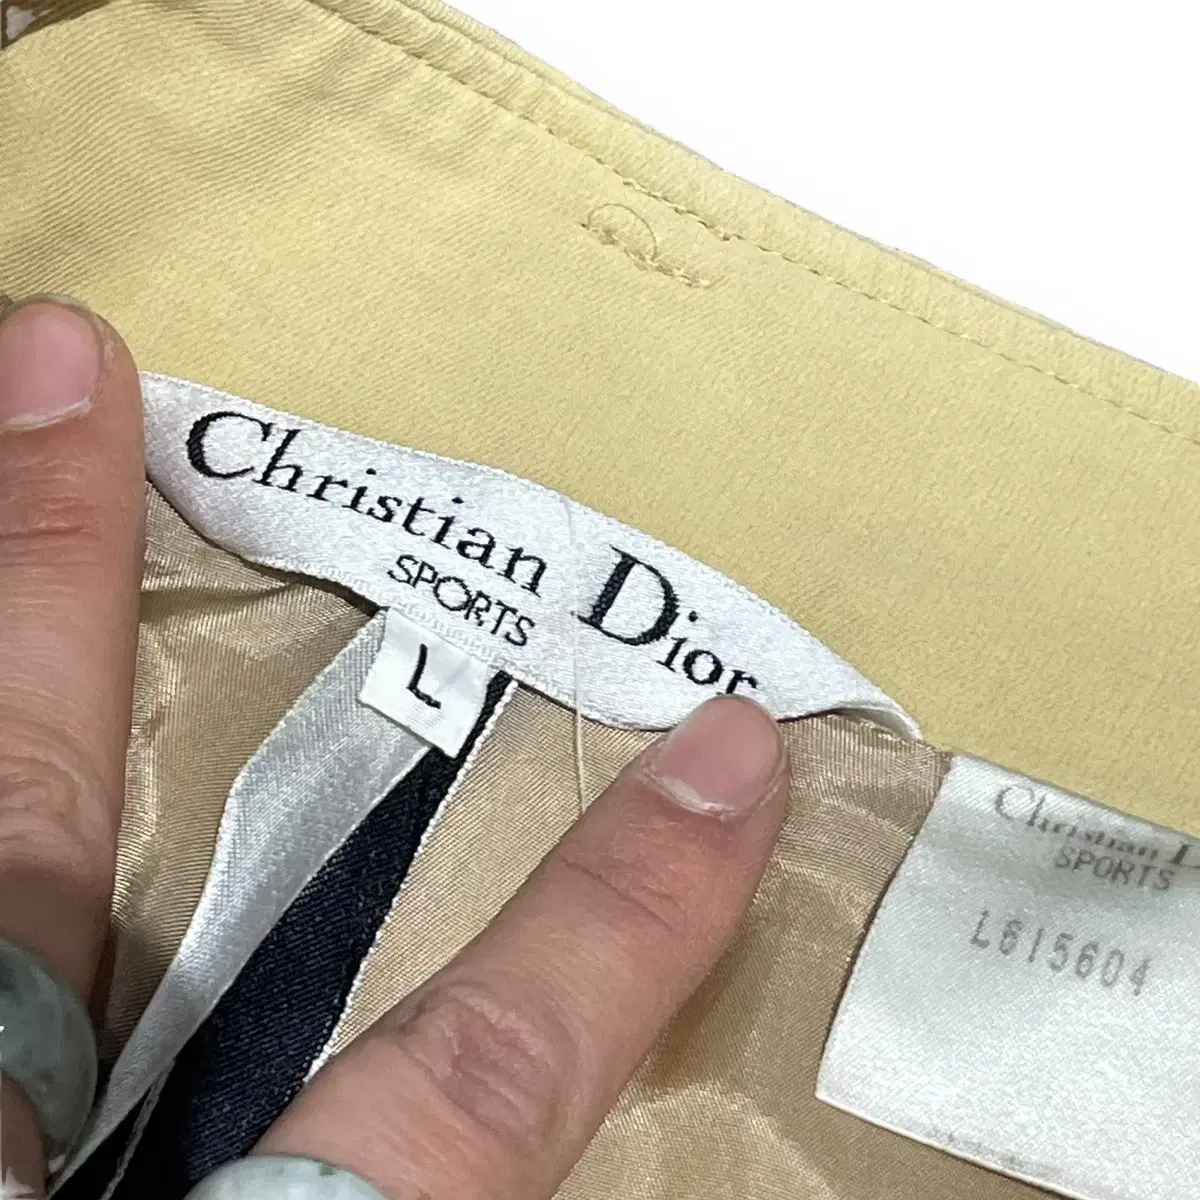 Christian Dior
SPORTS
L
Christian D
SPORTS
L615604